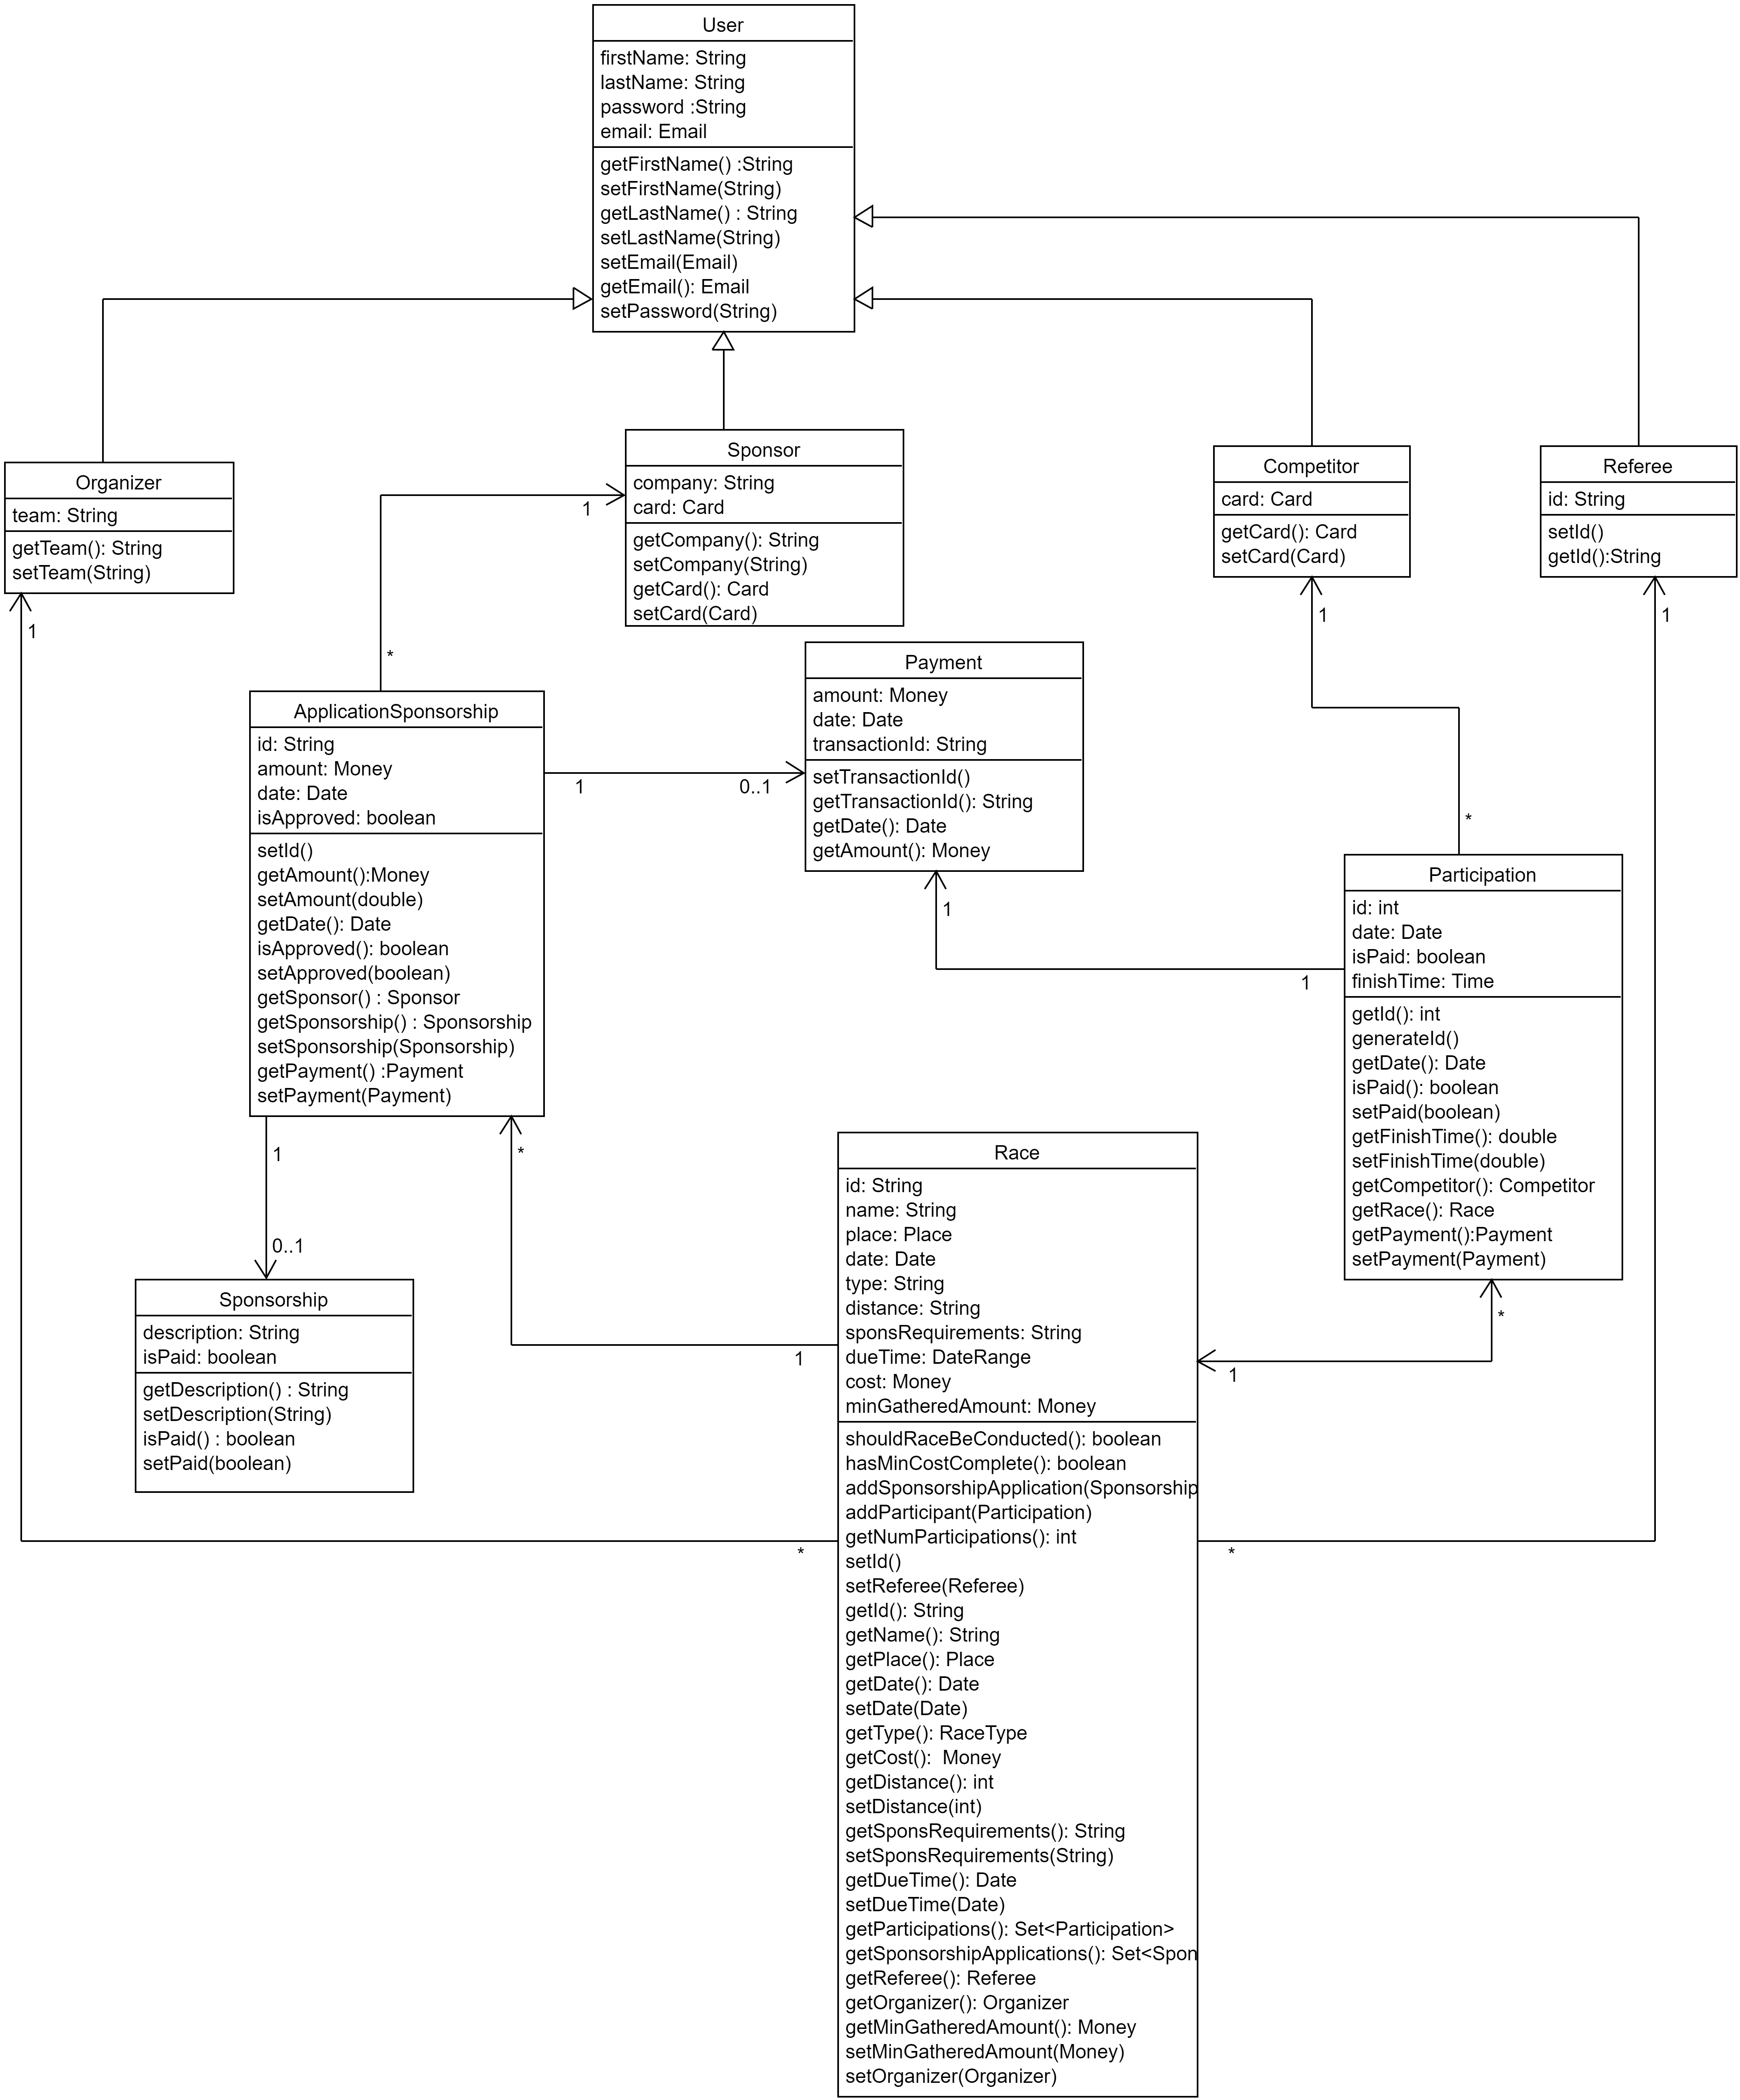 User
firstName: String
lastName: String
password :String
email: Email
getFirstName() :String
setFirstName(String)
getLastName() : String
setLastName(String)
setEmail(Email)
getEmail(): Email
setPassword(String)
Organizer
team: String
getTeam(): String
setTeam(String)
1
Sponsor
company: String
card: Card
getCompany(): String
setCompany(String)
getCard(): Card
setCard(Card)
1
*
Competitor
card: Card
getCard(): Card
setCard(Card)
1
Referee
id: String
setId()
getId():String
1
ApplicationSponsorship
id: String
amount: Money
date: Date
isApproved: boolean
setId()
getAmount():Money
setAmount(double)
getDate(): Date
isApproved(): boolean
setApproved(boolean)
getSponsor() : Sponsor
getSponsorship() : Sponsorship
setSponsorship(Sponsorship)
getPayment() :Payment
setPayment(Payment)
1
0..1
Payment
amount: Money
date: Date
transactionId: String
setTransactionId()
getTransactionId(): String
getDate(): Date
getAmount(): Money
1
1
*
Participation
id: int
date: Date
isPaid: boolean
finishTime: Time
getId(): int
generateId()
getDate(): Date
isPaid(): boolean
setPaid(boolean)
getFinishTime(): double
setFinishTime(double)
getCompetitor(): Competitor
getRace(): Race
getPayment():Payment
setPayment(Payment)
*
1
1
0..1
*
1
Sponsorship
description: String
isPaid: boolean
getDescription() : String
setDescription(String)
isPaid() : boolean
setPaid(boolean)
Race
id: String
name: String
place: Place
date: Date
type: String
distance: String
sponsRequirements: String
dueTime: DateRange
cost: Money
minGatheredAmount: Money
shouldRaceBeConducted(): boolean
hasMinCostComplete(): boolean
addSponsorshipApplication(Sponsorship
addParticipant(Participation)
getNumParticipations(): int
setId()
setReferee(Referee)
getId(): String
getName(): String
getPlace(): Place
getDate(): Date
setDate(Date)
getType(): RaceType
getCost():  Money
getDistance(): int
setDistance(int)
getSponsRequirements(): String
setSponsRequirements(String)
getDueTime(): Date
setDueTime(Date)
getParticipations(): Set<Participation>
getSponsorshipApplications(): Set<Spon
getReferee(): Referee
getOrganizer(): Organizer
getMinGatheredAmount(): Money
setMinGatheredAmount(Money)
setOrganizer(Organizer)
*
*